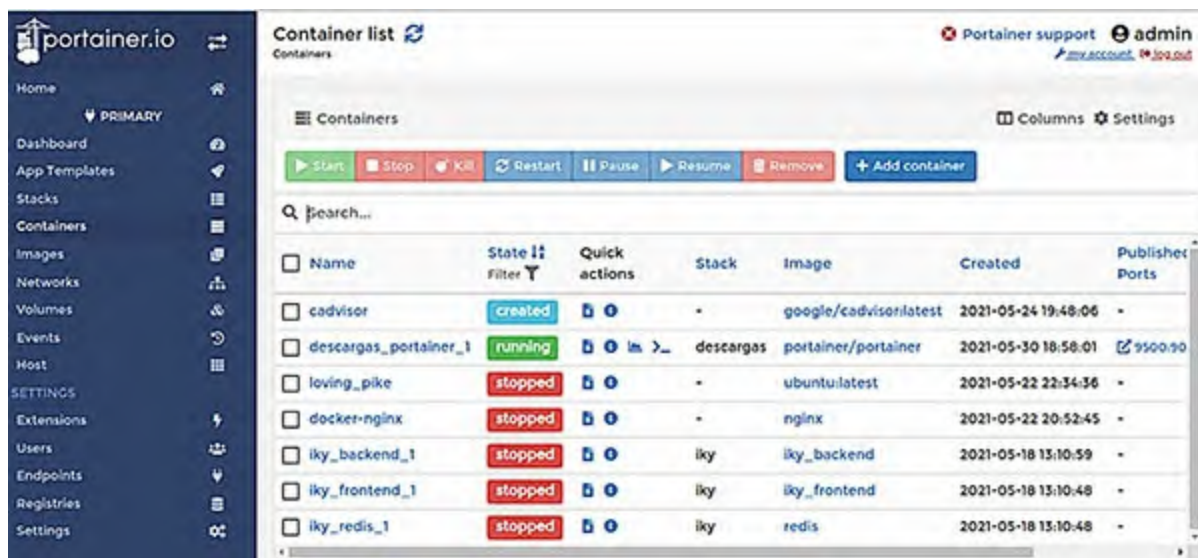 portainer.io
Home
PRIMARY
Dashboard
App Templates
Stacks
Containers
Images
Networks
Volumes
Events
Host
SETTINGS
Extensions
Users
Endpoints
Registries
Settings
Container list
Containers
Portainer support admin
my account log out
Containers
Columns Settings
Start Stop Kill Restart Pause Resume Remove + Add container
Search...
Name State Filter Quick actions Stack Image Created Published Ports
cadvisor created - google/cadvisor:latest 2021-05-24 19:48:06 -
descargas_portainer_1 running descargas portainer/portainer 2021-05-30 18:58:01 9500:90
loving_pike stopped - ubuntu:latest 2021-05-22 22:34:36 -
docker-nginx stopped - nginx 2021-05-22 20:52:45 -
iky_backend_1 stopped iky iky_backend 2021-05-18 13:10:59 -
iky_frontend_1 stopped iky iky_frontend 2021-05-18 13:10:48 -
iky_redis_1 stopped iky redis 2021-05-18 13:10:48 -